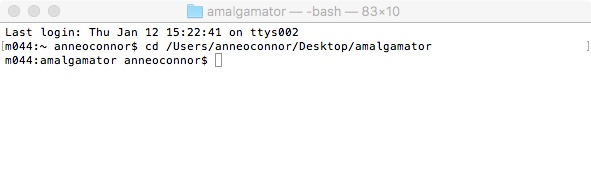 amalgamator — -bash — 83×10
Last login: Thu Jan 12 15:22:41 on ttys002
[m044:~ anneoconnor$ cd /Users/anneoconnor/Desktop/amalgamator ]
m044:amalgamator anneoconnor$